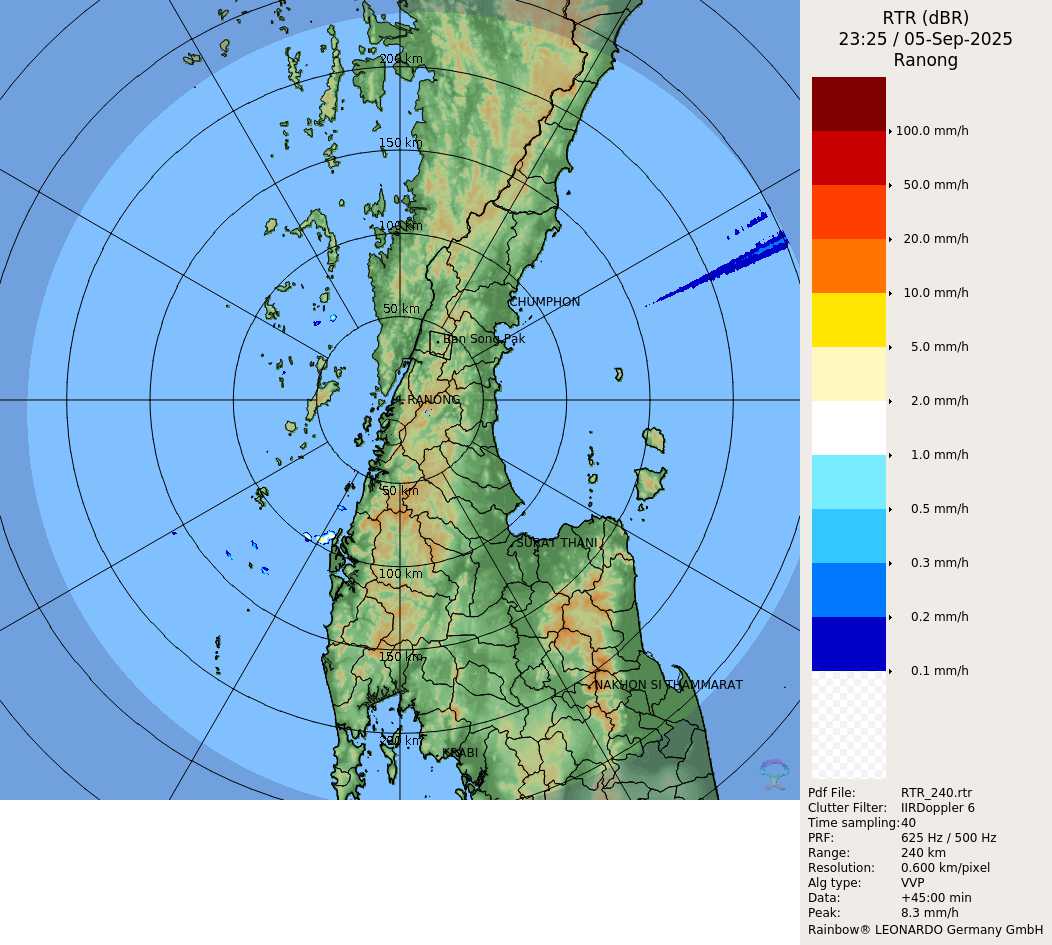 RTR (dBR)
23:25 / 05-Sep-2025
Ranong
100.0 mm/h
50.0 mm/h
20.0 mm/h
10.0 mm/h
5.0 mm/h
2.0 mm/h
1.0 mm/h
0.5 mm/h
0.3 mm/h
0.2 mm/h
0.1 mm/h
Pdf File: RTR_240.rtr
Clutter Filter: IIRDoppler 6
Time sampling:40
PRF: 625 Hz / 500 Hz
Range: 240 km
Resolution: 0.600 km/pixel
Alg type: VVP
Data: +45:00 min
Peak: 8.3 mm/h
Rainbow® LEONARDO Germany GmbH
200 km
150 km
100 km
CHUMPHON
50 km
Ban Song Pak
RANONG
50 km
SURAT THANI
100 km
150 km
NAKHON SI THAMMARAT
200 km
KRABI